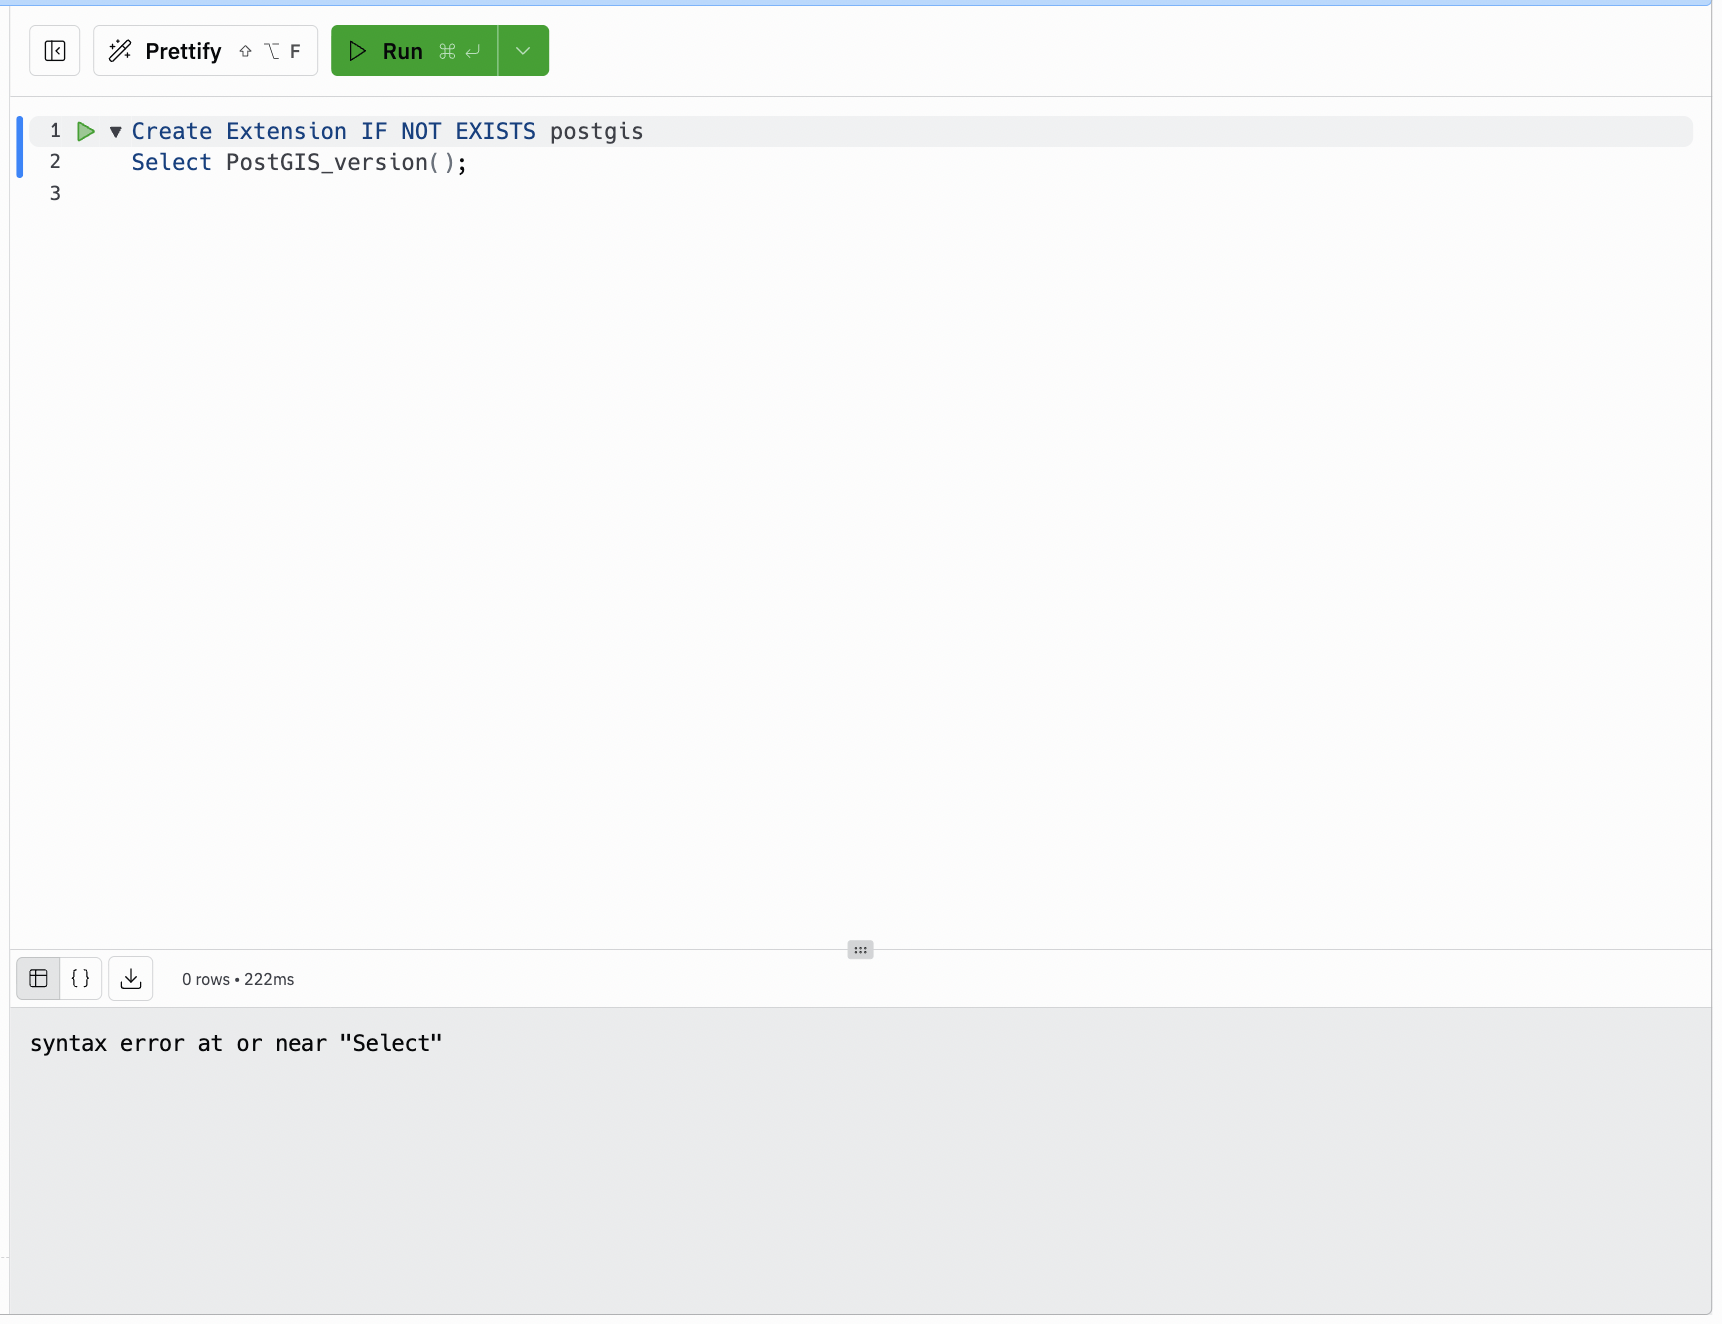 Prettify ⇧ ⌥ F
Run ⌘ ↵
1 Create Extension IF NOT EXISTS postgis
2 Select PostGIS_version();
3
{} 0 rows • 222ms
syntax error at or near "Select"